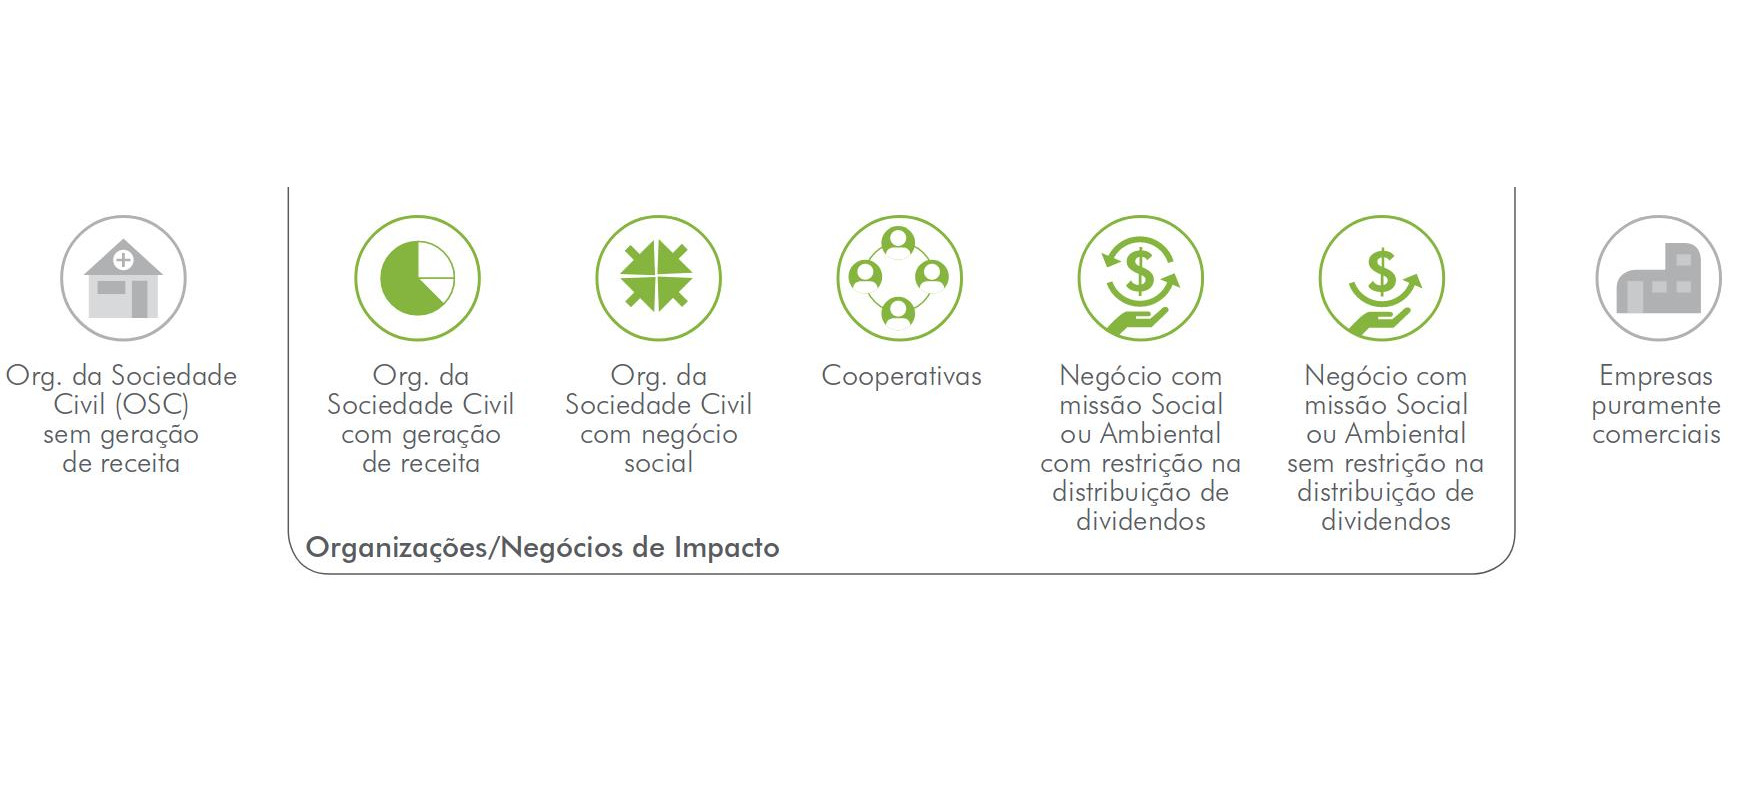 Org. da Sociedade
Civil (OSC)
sem geração
de receita
Org. da
Sociedade Civil
com geração
de receita
Org. da
Sociedade Civil
com negócio
social
Cooperativas
Negócio com
missão Social
ou Ambiental
com restrição na
distribuição de
dividendos
Negócio com
missão Social
ou Ambiental
sem restrição na
distribuição de
dividendos
Empresas
puramente
comerciais
Organizações/Negócios de Impacto